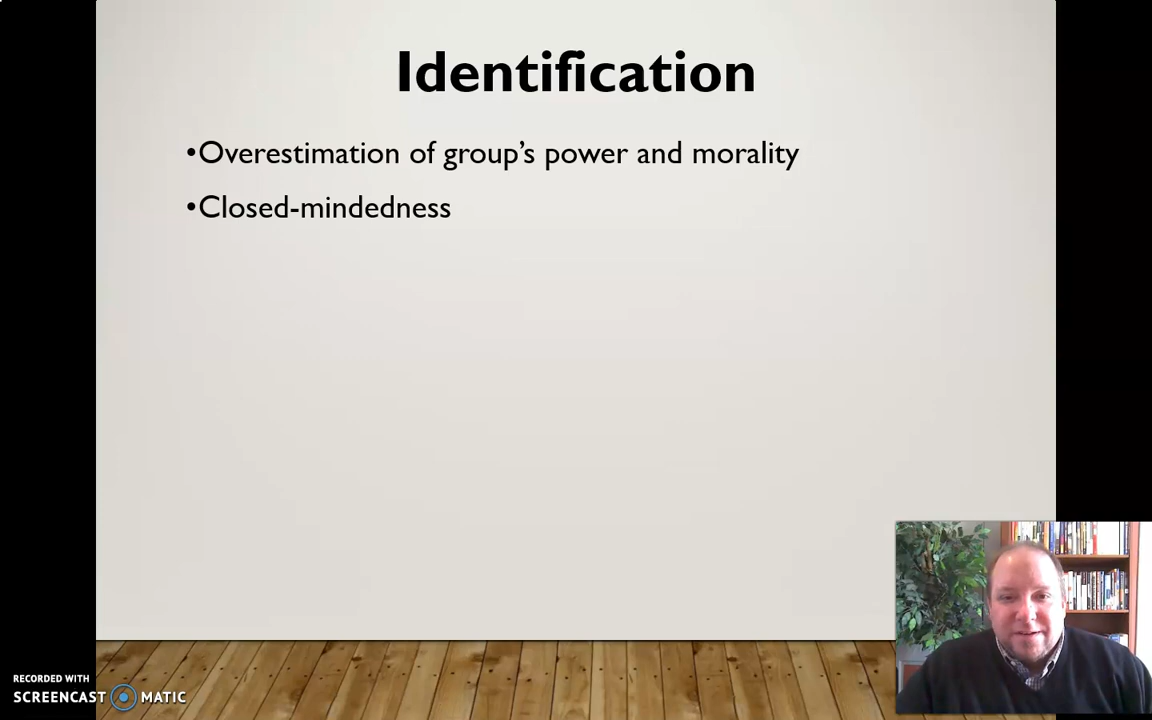 Identification
•Overestimation of group’s power and morality
•Closed-mindedness
RECORDED WITH
SCREENCAST MATIC